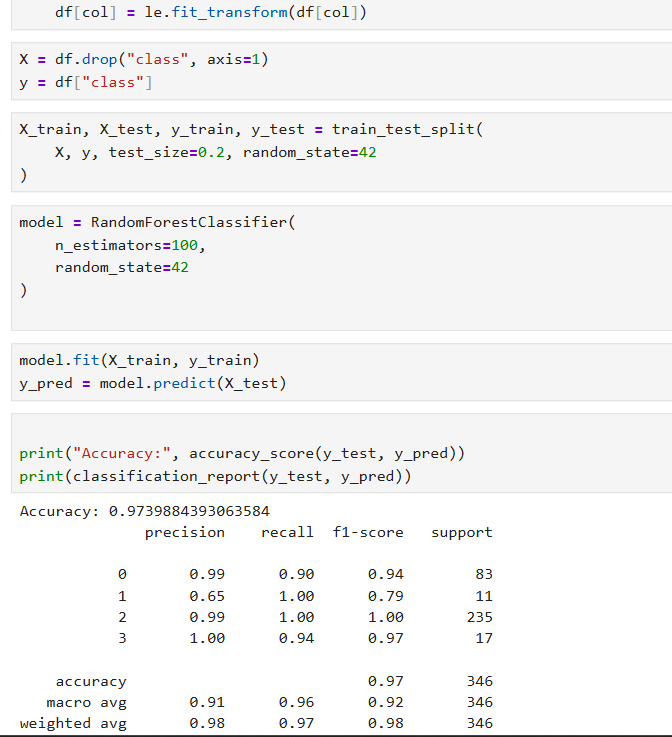 df[col] = le.fit_transform(df[col])
X = df.drop("class", axis=1)
y = df["class"]
X_train, X_test, y_train, y_test = train_test_split(
    X, y, test_size=0.2, random_state=42
)
model = RandomForestClassifier(
    n_estimators=100,
    random_state=42
)
model.fit(X_train, y_train)
y_pred = model.predict(X_test)
print("Accuracy:", accuracy_score(y_test, y_pred))
print(classification_report(y_test, y_pred))
Accuracy: 0.9739884393063584
              precision    recall  f1-score   support
           0       0.99      0.90      0.94        83
           1       0.65      1.00      0.79        11
           2       0.99      1.00      1.00       235
           3       1.00      0.94      0.97        17
    accuracy                           0.97       346
   macro avg       0.91      0.96      0.92       346
weighted avg       0.98      0.97      0.98       346